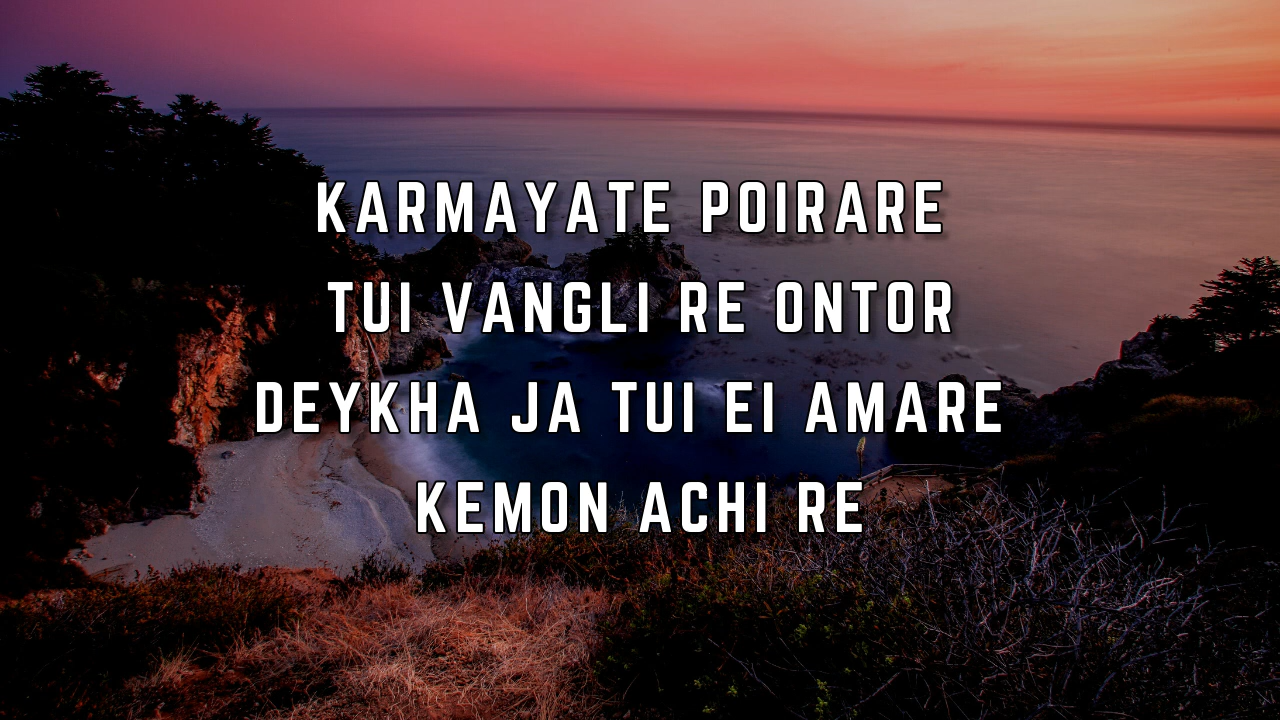 KARMAYATE POIRARE
TUI VANGLI RE ONTOR
DEYKHA JA TUI EI AMARE
KEMON ACHI RE